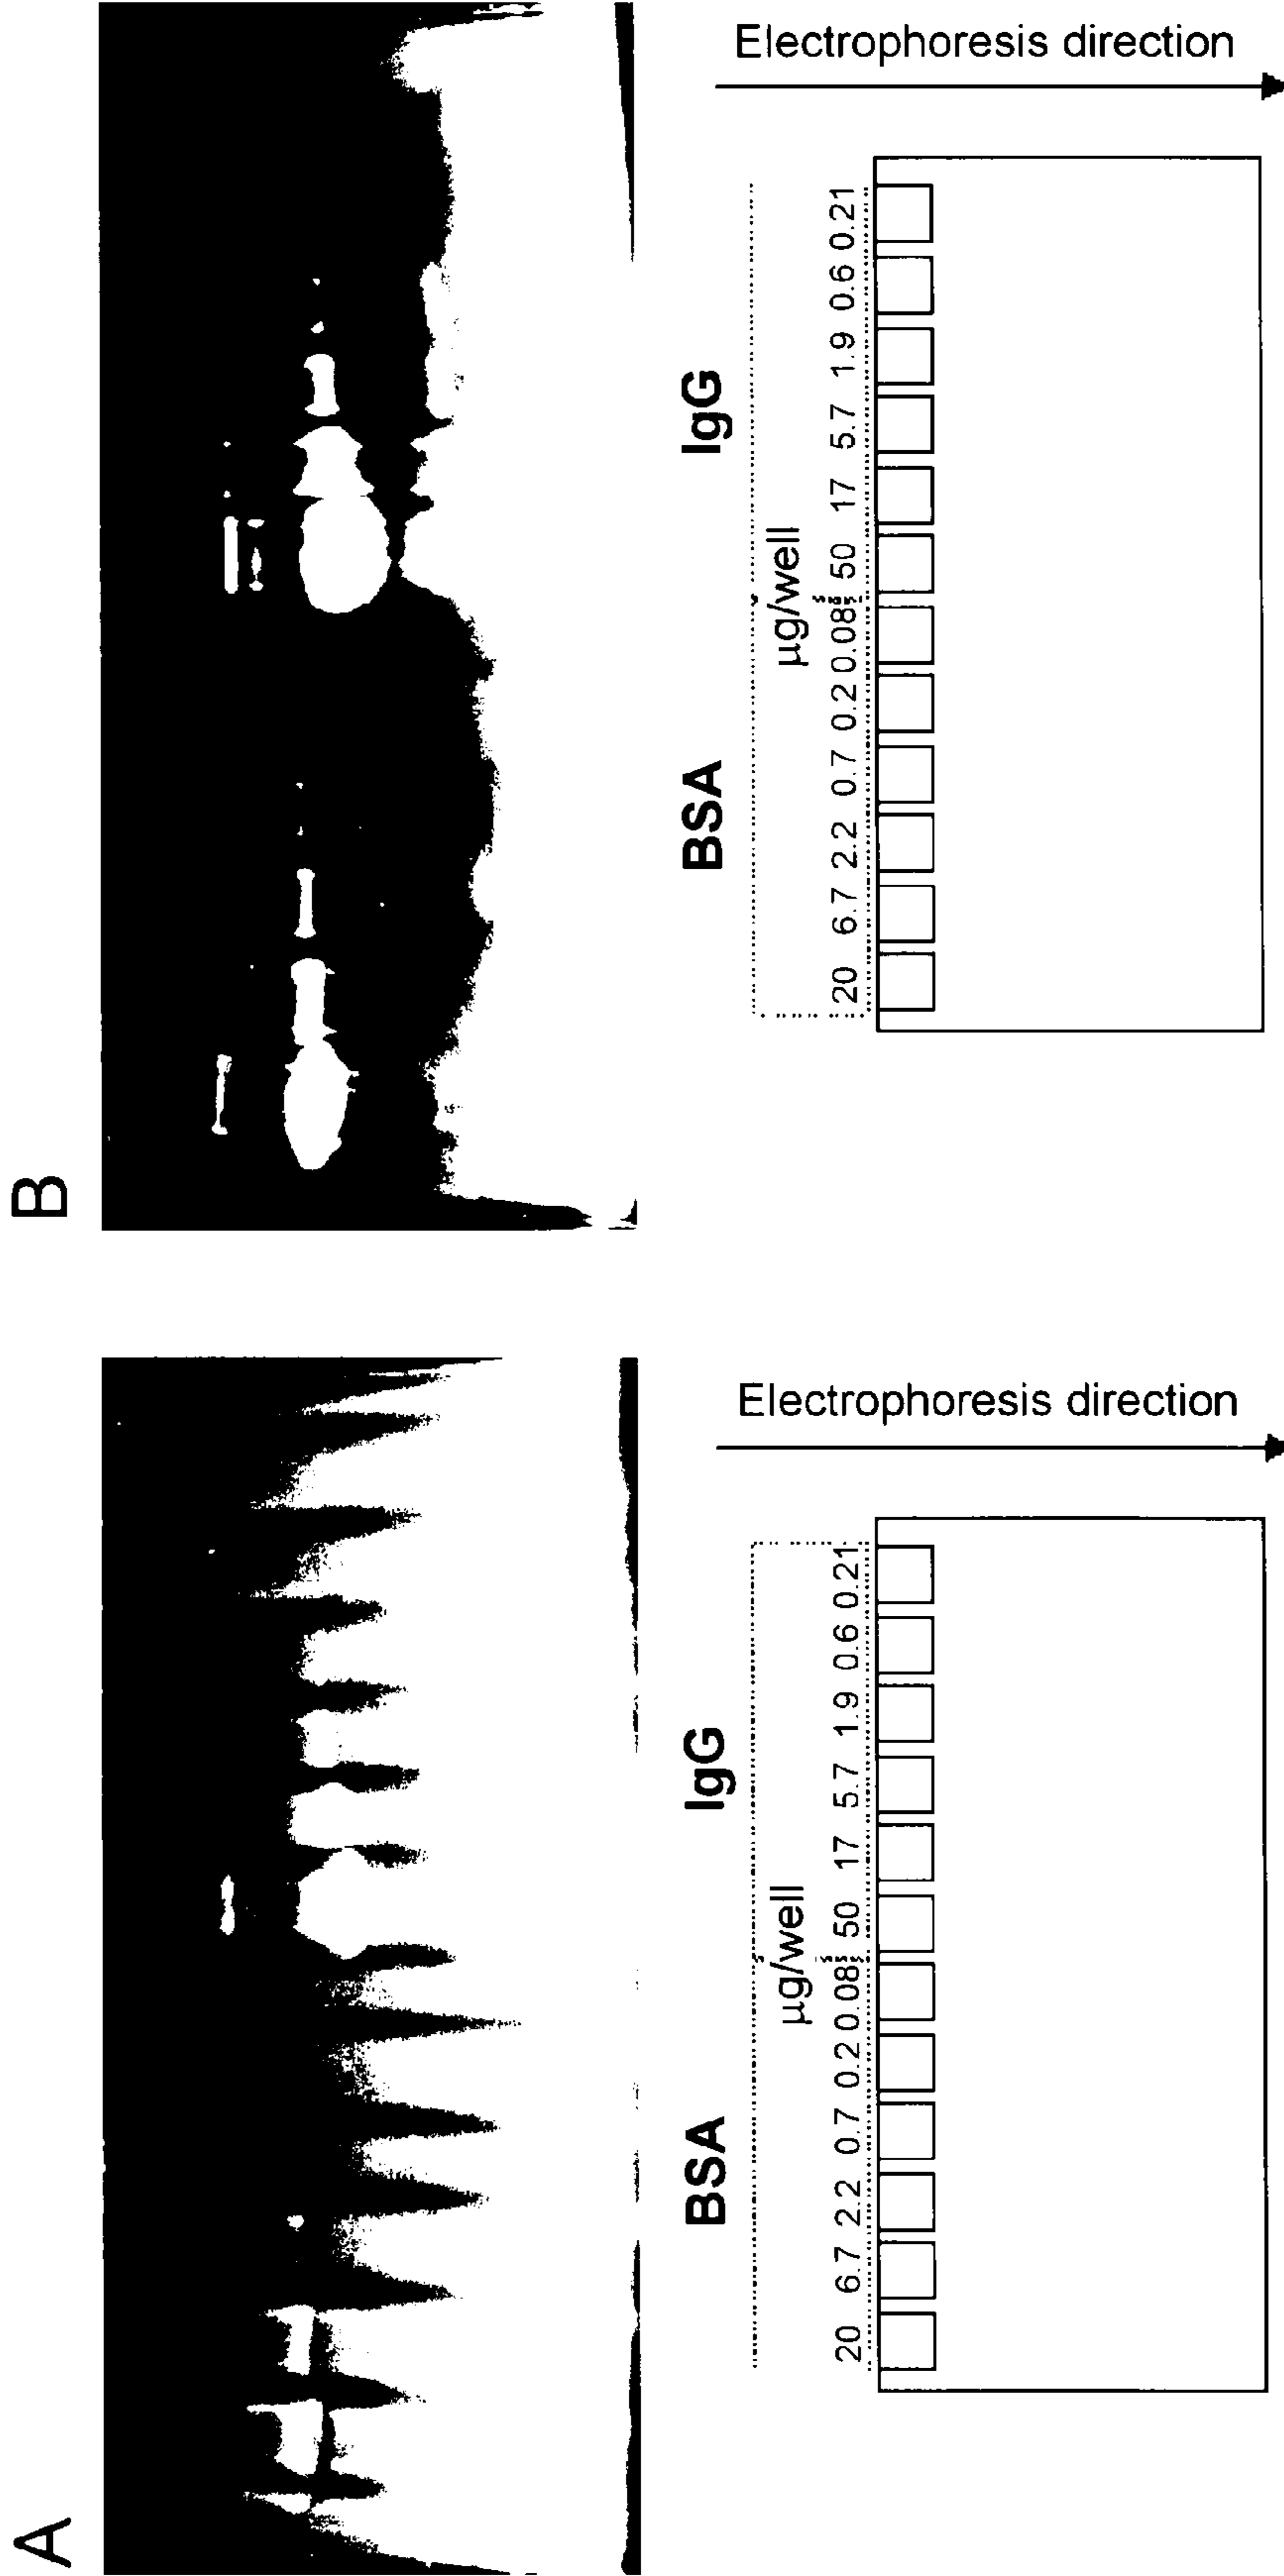 A
BSA
IgG
µg/well
20 6.7 2.2 0.7 0.2 0.08 50 17 5.7 1.9 0.6 0.21
Electrophoresis direction
B
BSA
IgG
µg/well
20 6.7 2.2 0.7 0.2 0.08 50 17 5.7 1.9 0.6 0.21
Electrophoresis direction